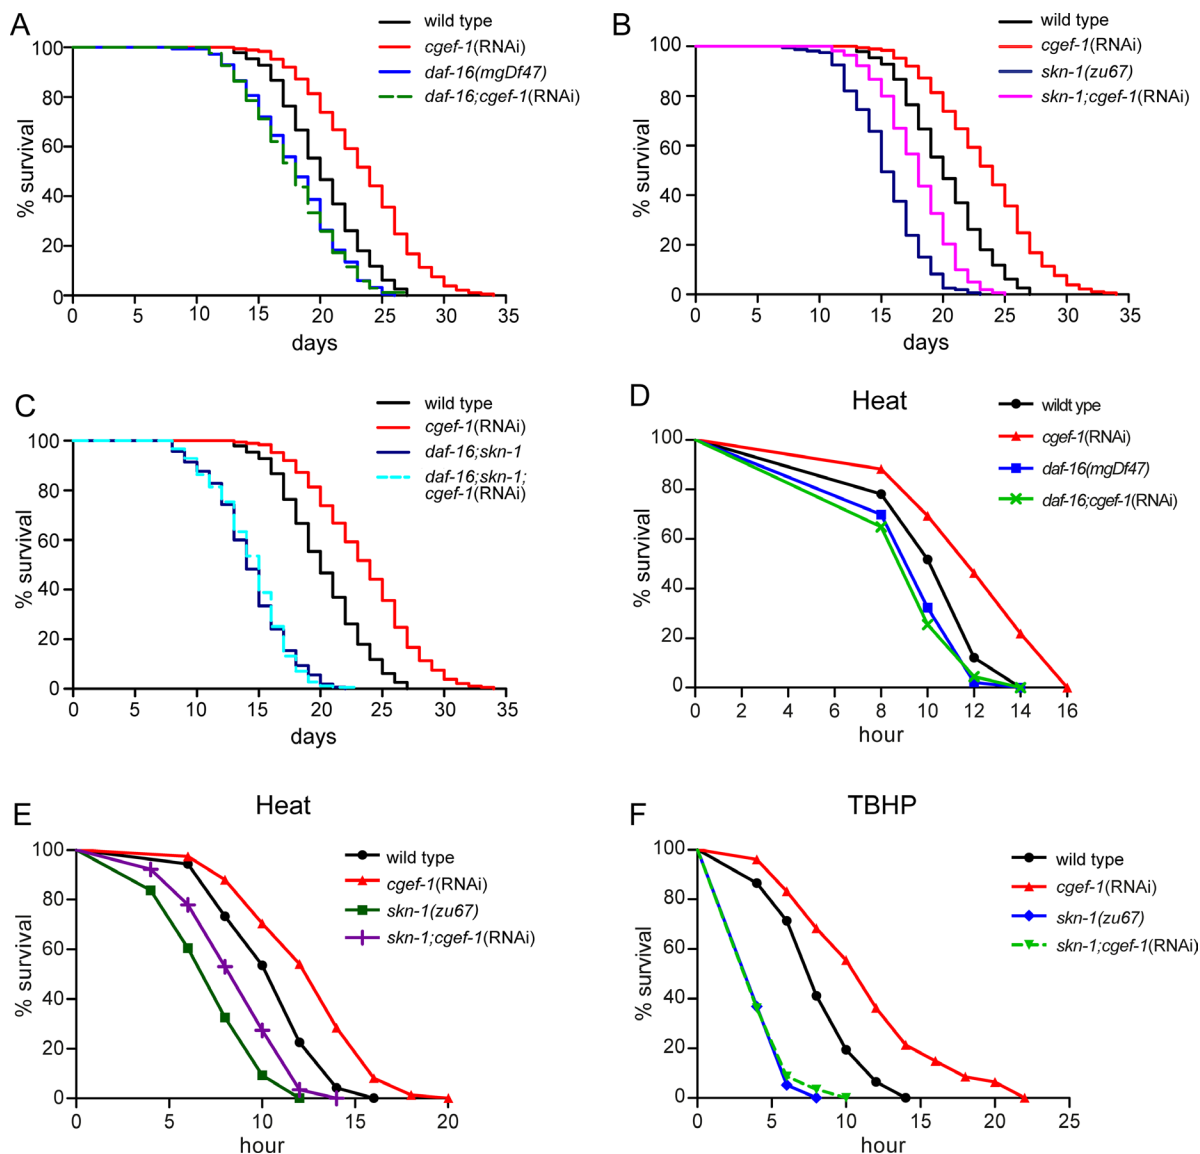 A
wild type
cgef-1(RNAi)
daf-16(mgDf47)
daf-16;cgef-1(RNAi)
100
80
60
40
20
0
% survival
0 5 10 15 20 25 30 35
days
B
wild type
cgef-1(RNAi)
skn-1(zu67)
skn-1;cgef-1(RNAi)
100
80
60
40
20
0
% survival
0 5 10 15 20 25 30 35
days
C
wild type
cgef-1(RNAi)
daf-16;skn-1
daf-16;skn-1;
cgef-1(RNAi)
100
80
60
40
20
0
% survival
0 5 10 15 20 25 30 35
days
D
Heat
wildt ype
cgef-1(RNAi)
daf-16(mgDf47)
daf-16;cgef-1(RNAi)
100
80
60
40
20
0
% survival
0 2 4 6 8 10 12 14 16
hour
E
Heat
wild type
cgef-1(RNAi)
skn-1(zu67)
skn-1;cgef-1(RNAi)
100
80
60
40
20
0
% survival
0 5 10 15 20
hour
F
TBHP
wild type
cgef-1(RNAi)
skn-1(zu67)
skn-1;cgef-1(RNAi)
100
80
60
40
20
0
% survival
0 5 10 15 20 25
hour